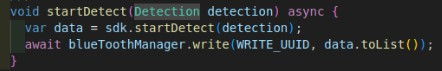 void startDetect(Detection detection) async {
  var data = sdk.startDetect(detection);
  await blueToothManager.write(WRITE_UUID, data.toList());
}